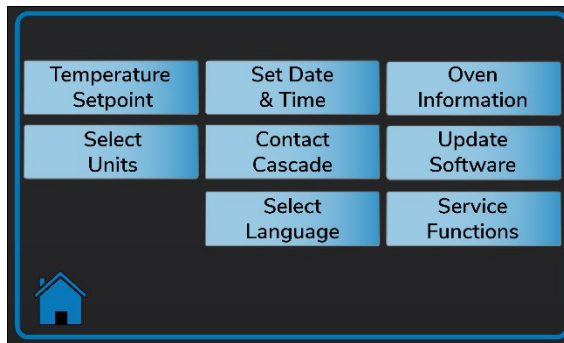 Temperature
Setpoint
Set Date
& Time
Oven
Information
Select
Units
Contact
Cascade
Update
Software
Select
Language
Service
Functions